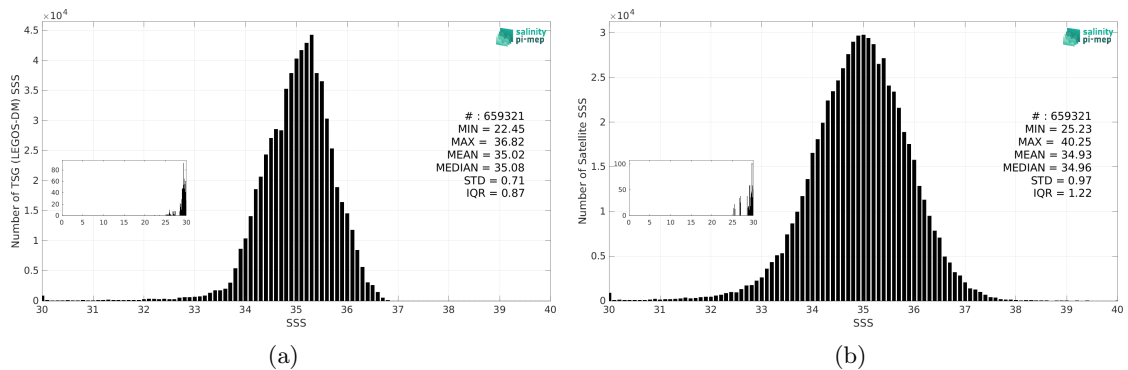 ×10⁴
4.5
4
3.5
3
2.5
2
1.5
1
0.5
0
Number of TSG (LEGOS-DM) SSS
salinity
pi-mep
# : 659321
MIN = 22.45
MAX = 36.82
MEAN = 35.02
MEDIAN = 35.08
STD = 0.71
IQR = 0.87
80
60
40
20
0
0 5 10 15 20 25 30
30 31 32 33 34 35 36 37 38 39 40
SSS
(a)
×10⁴
3
2.5
2
1.5
1
0.5
0
Number of Satellite SSS
salinity
pi-mep
# : 659321
MIN = 25.23
MAX = 40.25
MEAN = 34.93
MEDIAN = 34.96
STD = 0.97
IQR = 1.22
100
50
0
0 5 10 15 20 25 30
30 31 32 33 34 35 36 37 38 39 40
SSS
(b)